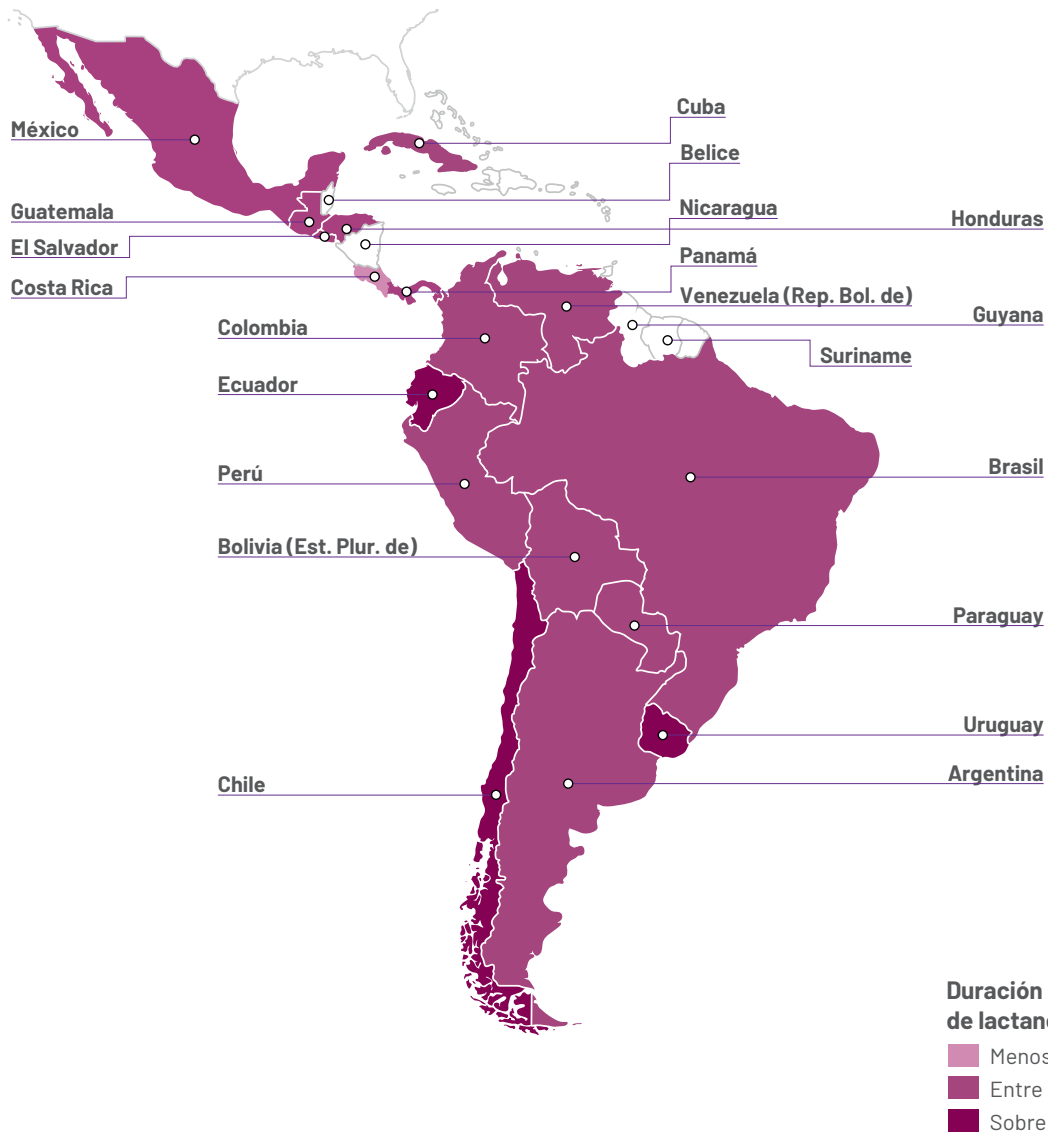 Cuba
México
Belice
Nicaragua
Guatemala
Honduras
El Salvador
Panamá
Costa Rica
Venezuela (Rep. Bol. de)
Guyana
Colombia
Suriname
Ecuador
Brasil
Perú
Bolivia (Est. Plur. de)
Paraguay
Uruguay
Argentina
Chile
Duración
de lactan
Menos
Entre
Sobre